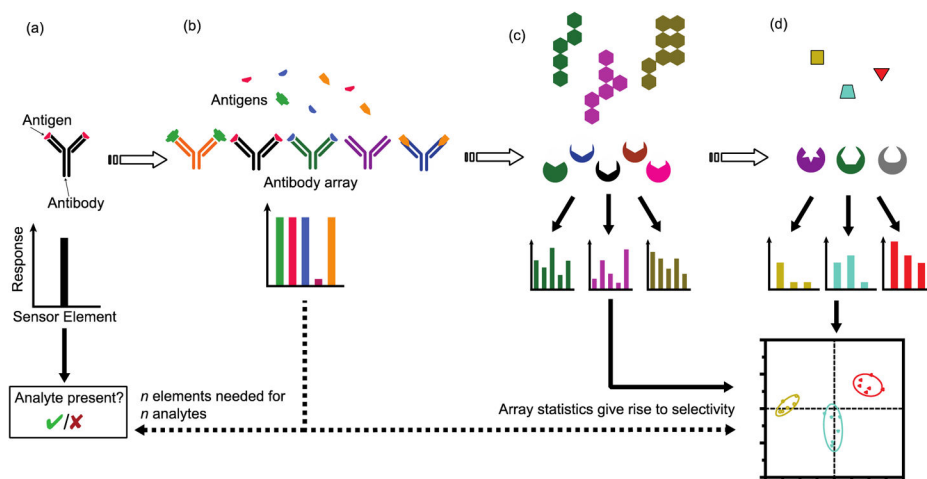 (a)
(b)
(c)
(d)
Antigens
Antigen
Antibody array
Antibody
Response
Sensor Element
Analyte present?
✔/✘
n elements needed for
n analytes
Array statistics give rise to selectivity